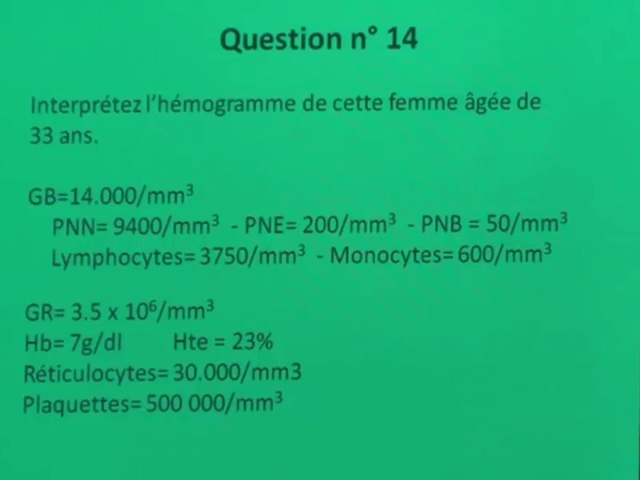 Question n° 14
Interprétez l'hémogramme de cette femme âgée de
33 ans.
GB=14.000/mm³
PNN= 9400/mm³ - PNE= 200/mm³ - PNB = 50/mm³
Lymphocytes= 3750/mm³ - Monocytes= 600/mm³
GR= 3.5 x 10⁶/mm³
Hb= 7g/dl Hte = 23%
Réticulocytes= 30.000/mm3
Plaquettes= 500 000/mm³